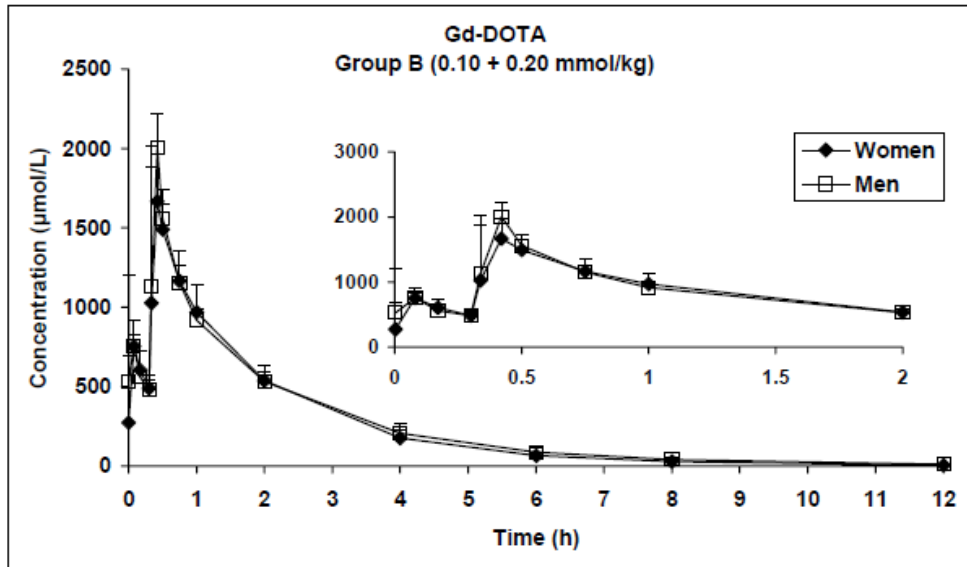 Gd-DOTA
Group B (0.10 + 0.20 mmol/kg)
2500
2000
1500
1000
500
0
Concentration (µmol/L)
0 1 2 3 4 5 6 7 8 9 10 11 12
Time (h)
3000
2000
1000
0
0 0.5 1 1.5 2
Women
Men